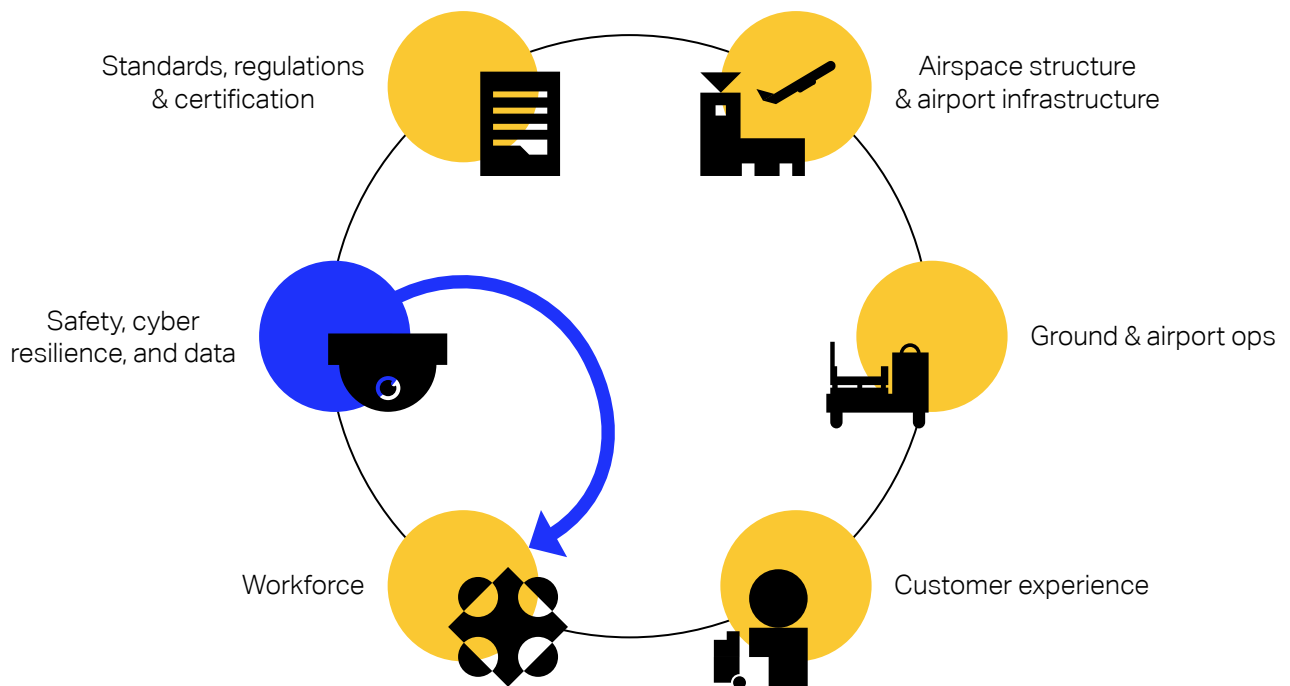 Standards, regulations
& certification
Airspace structure
& airport infrastructure
Safety, cyber
resilience, and data
Ground & airport ops
Workforce
Customer experience